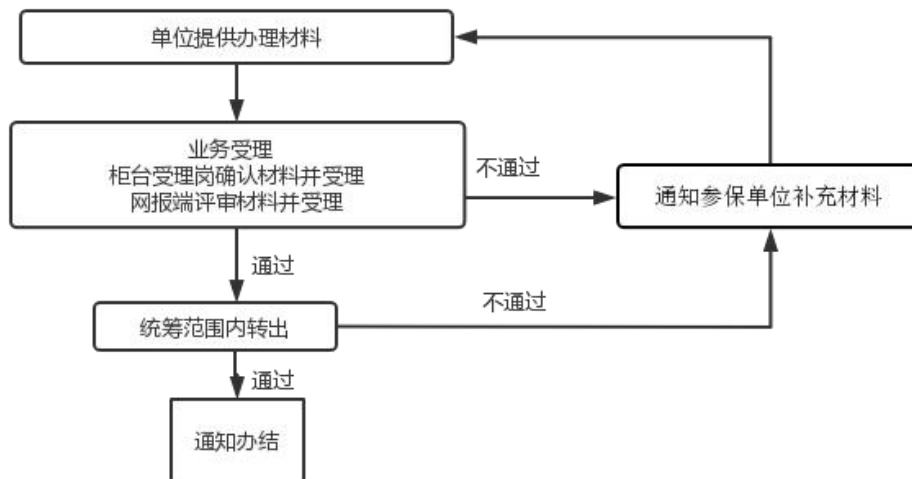 单位提供办理材料
业务受理
柜台受理岗确认材料并受理
网报端评审材料并受理
不通过
通知参保单位补充材料
通过
不通过
统筹范围内转出
通过
通知办结